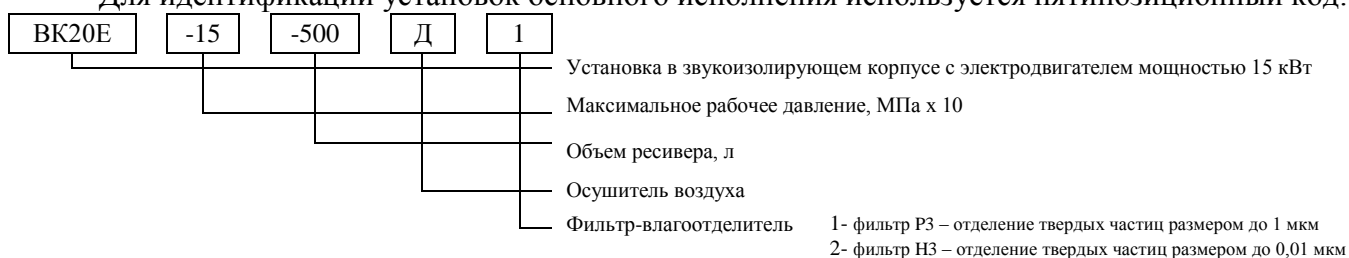 Для идентификации установок основного исполнения используется пятипозиционный код:
ВК20Е -15 -500 Д 1
Установка в звукоизолирующем корпусе с электродвигателем мощностью 15 кВт
Максимальное рабочее давление, МПа х 10
Объем ресивера, л
Осушитель воздуха
Фильтр-влагоотделитель 1- фильтр Р3 – отделение твердых частиц размером до 1 мкм
2- фильтр Н3 – отделение твердых частиц размером до 0,01 мкм